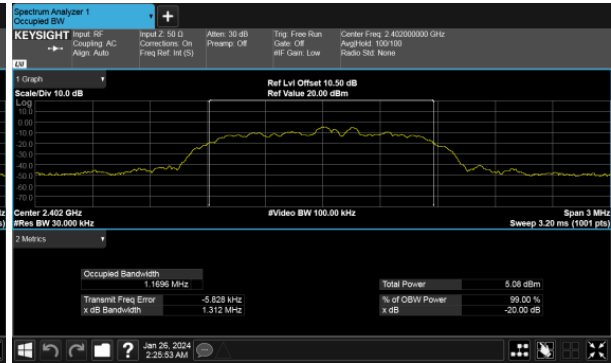 Spectrum Analyzer 1
Occupied BW
+
KEYSIGHT
Input: RF
Coupling: AC
Align: Auto
Input Z: 50 Ω
Corrections: On
Freq Ref: Int (S)
Atten: 30 dB
Preamp: Off
Trig: Free Run
Gate: Off
#IF Gain: Low
Center Freq: 2.402000000 GHz
Avg|Hold: 100/100
Radio Std: None
LXI
1 Graph
Scale/Div 10.0 dB
Ref Lvl Offset 10.50 dB
Ref Value 20.00 dBm
Log
10.0
0.00
-10.0
-20.0
-30.0
-40.0
-50.0
-60.0
-70.0
Center 2.402 GHz
#Res BW 30.000 kHz
#Video BW 100.00 kHz
Span 3 MHz
Sweep 3.20 ms (1001 pts)
2 Metrics
Occupied Bandwidth
1.1696 MHz
Transmit Freq Error -5.828 kHz
x dB Bandwidth 1.312 MHz
Total Power 5.08 dBm
% of OBW Power 99.00 %
x dB -20.00 dB
?
Jan 26, 2024
2:25:53 AM